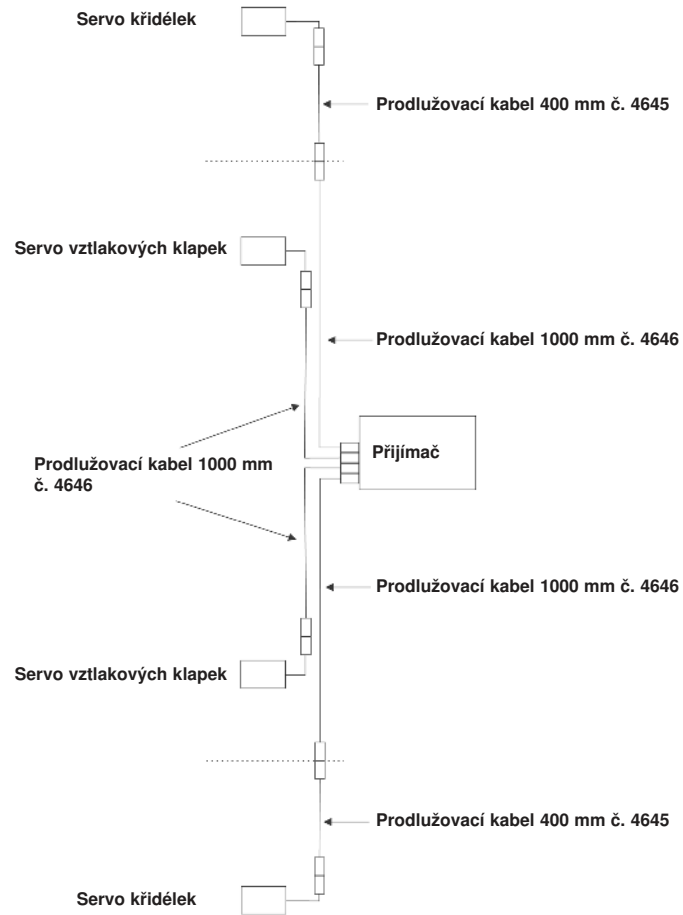 Servo křidélek
Prodlužovací kabel 400 mm č. 4645
Servo vztlakových klapek
Prodlužovací kabel 1000 mm č. 4646
Přijímač
Prodlužovací kabel 1000 mm
č. 4646
Prodlužovací kabel 1000 mm č. 4646
Servo vztlakových klapek
Prodlužovací kabel 400 mm č. 4645
Servo křidélek